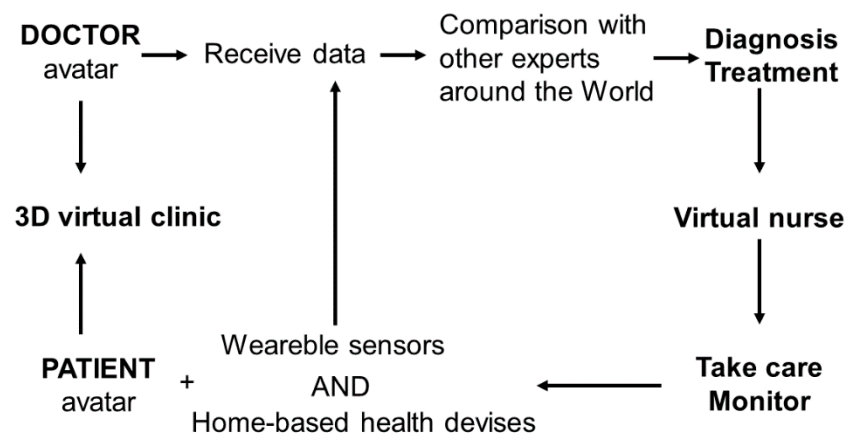 DOCTOR
avatar
Receive data
Comparison with
other experts
around the World
Diagnosis
Treatment
3D virtual clinic
Virtual nurse
PATIENT
avatar
+
Weareble sensors
AND
Home-based health devises
Take care
Monitor